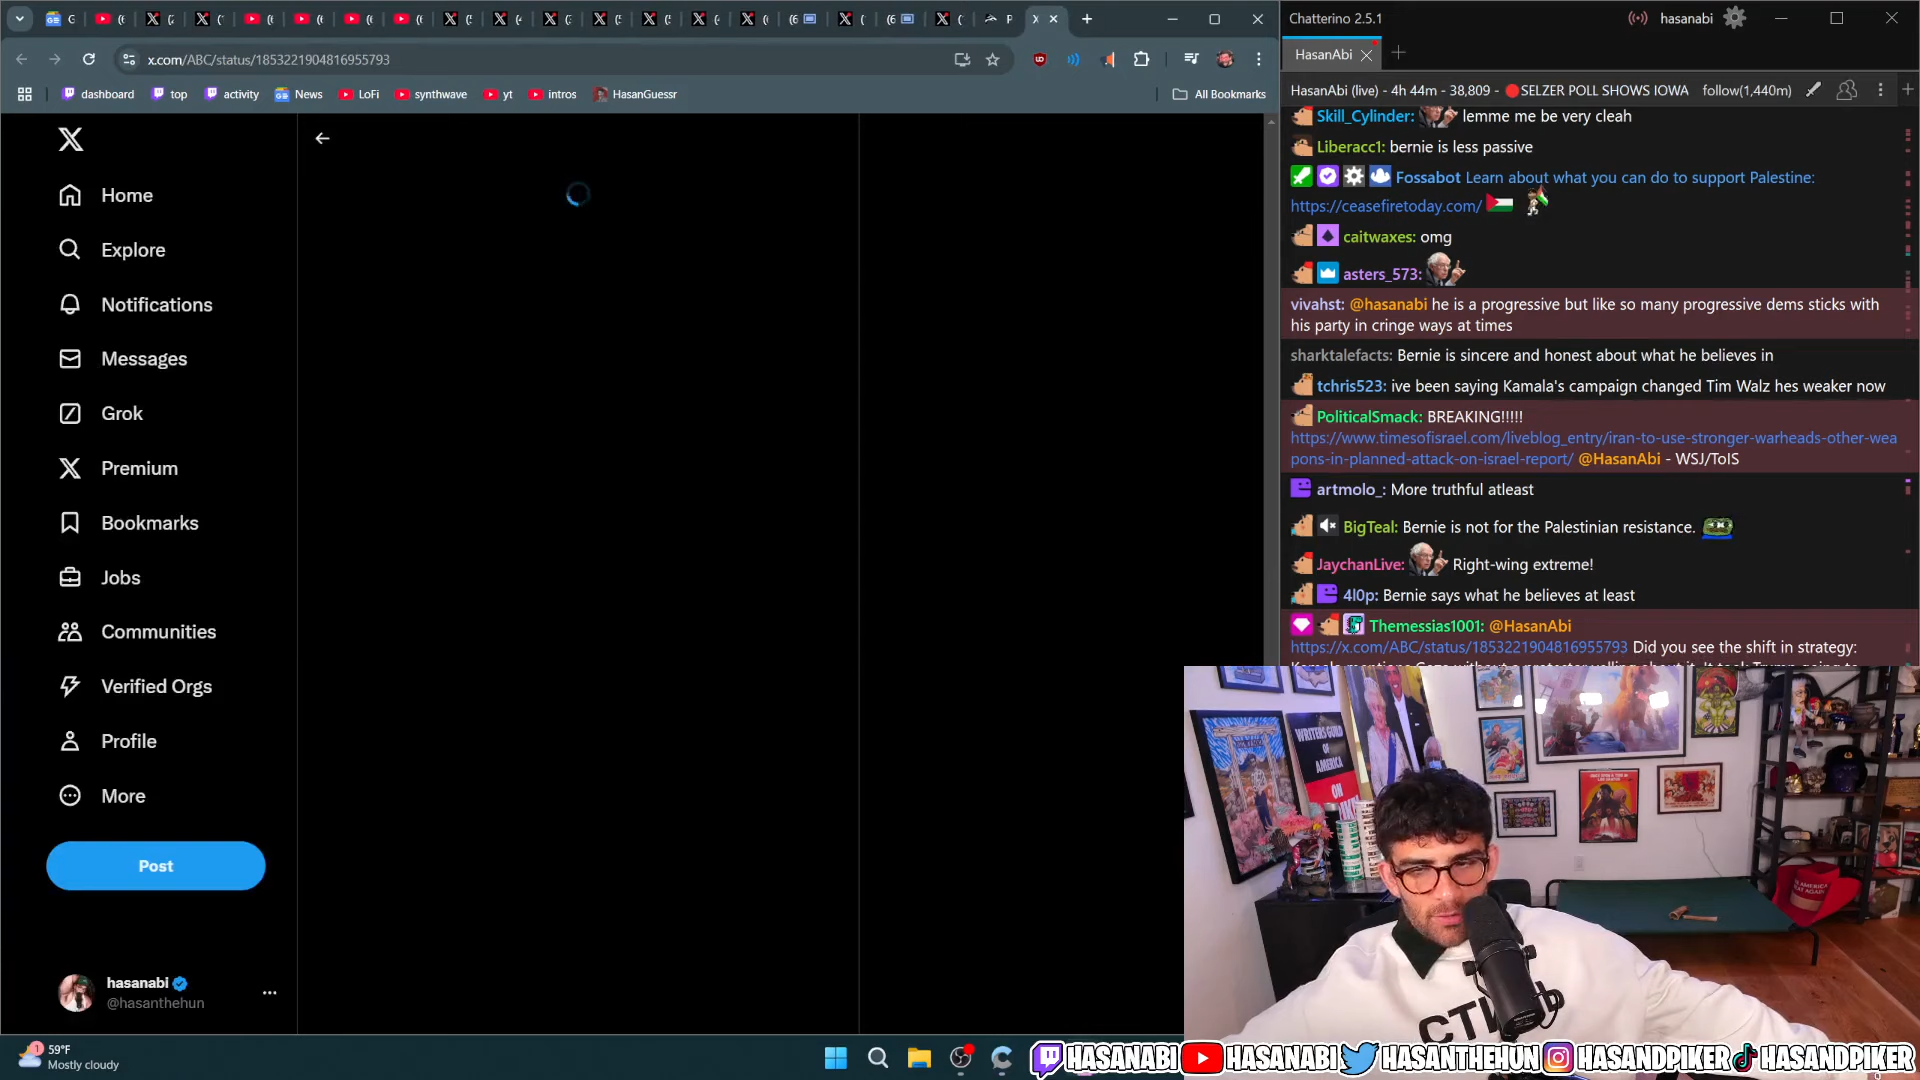 x.com/ABC/status/1853221904816955793
dashboard
top
activity
News
LoFi
synthwave
yt
intros
HasanGuessr
All Bookmarks
Home
Explore
Notifications
Messages
Grok
Premium
Bookmarks
Jobs
Communities
Verified Orgs
Profile
More
Post
hasanabi
@hasanthehun
59°F
Mostly cloudy
Chatterino 2.5.1
hasanabi
HasanAbi
HasanAbi (live) - 4h 44m - 38,809 - 🔴SELZER POLL SHOWS IOWA
follow(1,440m)
Skill_Cylinder: lemme me be very cleah
Liberacc1: bernie is less passive
Fossabot Learn about what you can do to support Palestine:
https://ceasefiretoday.com/
caitwaxes: omg
asters_573:
vivahst: @hasanabi he is a progressive but like so many progressive dems sticks with
his party in cringe ways at times
sharktalefacts: Bernie is sincere and honest about what he believes in
tchris523: ive been saying Kamala's campaign changed Tim Walz hes weaker now
PoliticalSmack: BREAKING!!!!!
https://www.timesofisrael.com/liveblog_entry/iran-to-use-stronger-warheads-other-wea
pons-in-planned-attack-on-israel-report/ @HasanAbi - WSJ/ToIS
artmolo_: More truthful atleast
BigTeal: Bernie is not for the Palestinian resistance.
JaychanLive: Right-wing extreme!
4l0p: Bernie says what he believes at least
Themessias1001: @HasanAbi
https://x.com/ABC/status/1853221904816955793 Did you see the shift in strategy:
WRITERS GUILD
OF
AMERICA
ON
HASANABI
HASANABI
HASANTHEHUN
HASANDPIKER
HASANDPIKER